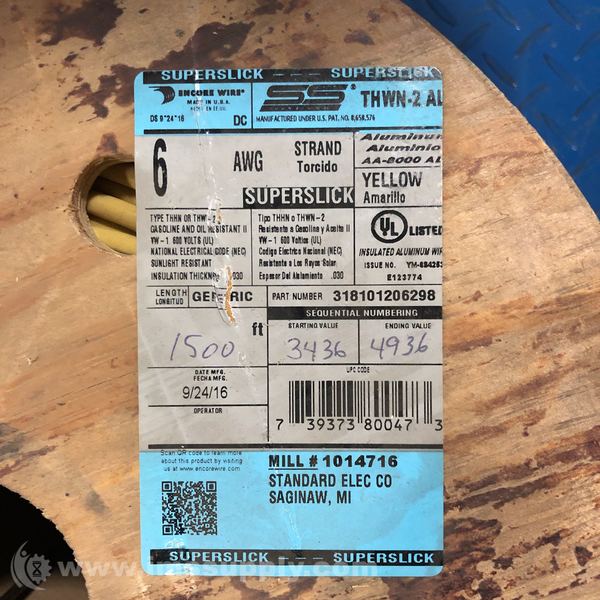 SUPERSLICK SUPERSLICK
ENCORE WIRE®
MADE IN U.S.A.
DS 9"24"16 DC
SS®
MANUFACTURED UNDER U.S. PAT. NO. 8,658,576
THWN-2 AL
6 AWG STRAND
Torcido
SUPERSLICK
Aluminum
Aluminio
AA-8000 AL
YELLOW
Amarillo
TYPE THHN OR THWN-2
GASOLINE AND OIL RESISTANT II
VW-1 600 VOLTS (UL)
NATIONAL ELECTRICAL CODE (NEC)
SUNLIGHT RESISTANT
INSULATION THICKNESS .030
Tipo THHN o THWN-2
Resistente a Gasolina y Aceite II
VW-1 600 Voltios (UL)
Codigo Electrico Nacional (NEC)
Resistente a Los Rayos Solar
Espesor Del Aislamiento .030
UL LISTED
INSULATED ALUMINUM WIR
ISSUE NO. YM-684253
E123774
LENGTH
LONGITUD
GENERIC
PART NUMBER 318101206298
SEQUENTIAL NUMBERING
1500 ft
STARTING VALUE ENDING VALUE
3436 4936
DATE MFG.
FECHA MFG.
9/24/16
OPERATOR
UPC CODE
7 39373 80047 3
Scan QR code to learn more
about this product by visiting
us at www.encorewire.com
MILL # 1014716
STANDARD ELEC CO
SAGINAW, MI
SUPERSLICK SUPERSLICK